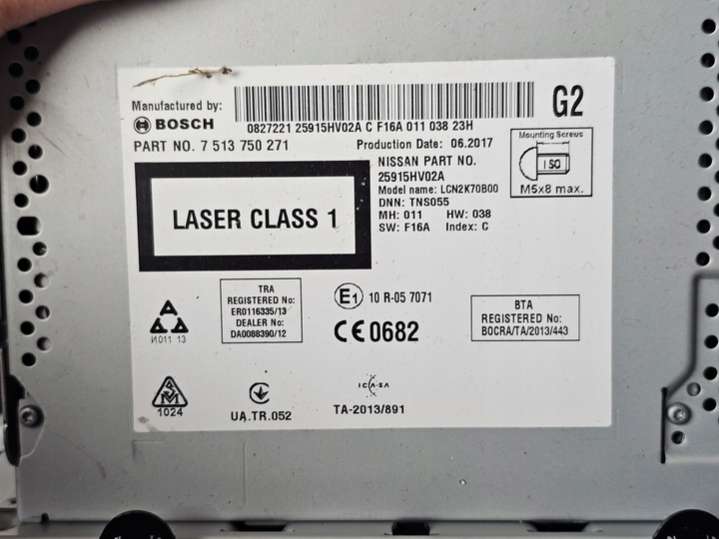 Manufactured by:
BOSCH
0827221 25915HV02A C F16A 011 038 23H
G2
PART NO. 7 513 750 271
Production Date: 06.2017
NISSAN PART NO.
25915HV02A
Model name: LCN2K70B00
DNN: TNS055
MH: 011 HW: 038
SW: F16A Index: C
Mounting Screws
ISO
M5x8 max.
LASER CLASS 1
TRA
REGISTERED No:
ER0116335/13
DEALER No:
DA0088390/12
E1 10 R-05 7071
CE 0682
BTA
REGISTERED No:
BOCRA/TA/2013/443
И011 13
1024
UA.TR.052
ICASA
TA-2013/891